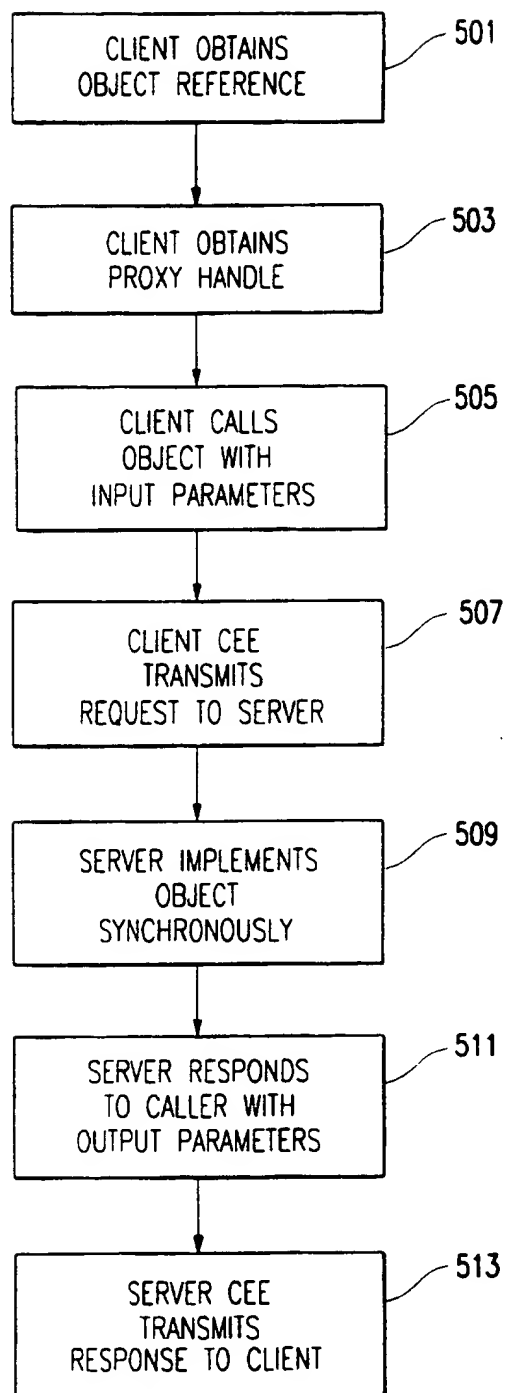 CLIENT OBTAINS
OBJECT REFERENCE
501
CLIENT OBTAINS
PROXY HANDLE
503
CLIENT CALLS
OBJECT WITH
INPUT PARAMETERS
505
CLIENT CEE
TRANSMITS
REQUEST TO SERVER
507
SERVER IMPLEMENTS
OBJECT
SYNCHRONOUSLY
509
SERVER RESPONDS
TO CALLER WITH
OUTPUT PARAMETERS
511
SERVER CEE
TRANSMITS
RESPONSE TO CLIENT
513